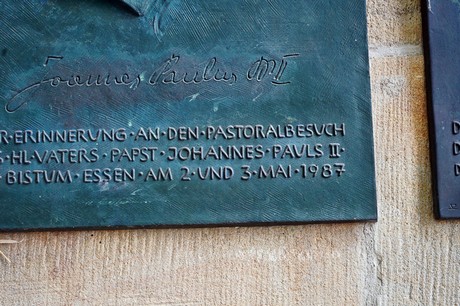 Joannes Paulus PP II
R·ERINNERUNG·AN·DEN·PASTORALBESUCH
S·HL·VATERS·PAPST·JOHANNES·PAULS II·
BISTUM·ESSEN·AM 2·UND 3·MAI·1987